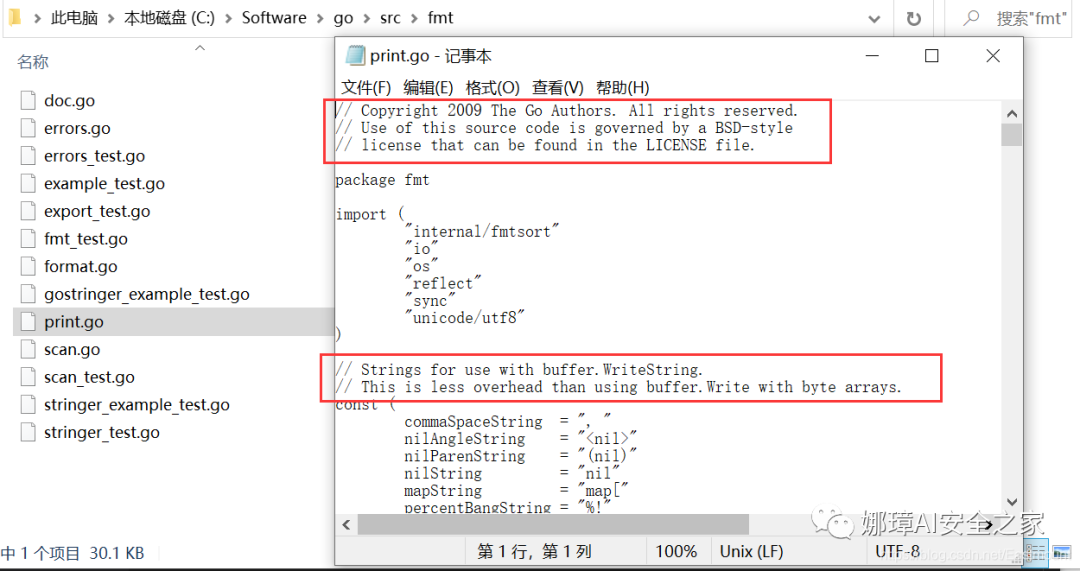 此电脑 › 本地磁盘 (C:) › Software › go › src › fmt
搜索"fmt"
名称
doc.go
errors.go
errors_test.go
example_test.go
export_test.go
fmt_test.go
format.go
gostringer_example_test.go
print.go
scan.go
scan_test.go
stringer_example_test.go
stringer_test.go
中 1 个项目 30.1 KB
print.go - 记事本
文件(F) 编辑(E) 格式(O) 查看(V) 帮助(H)
// Copyright 2009 The Go Authors. All rights reserved.
// Use of this source code is governed by a BSD-style
// license that can be found in the LICENSE file.
package fmt
import (
"internal/fmtsort"
"io"
"os"
"reflect"
"sync"
"unicode/utf8"
)
// Strings for use with buffer.WriteString.
// This is less overhead than using buffer.Write with byte arrays.
const (
commaSpaceString = ", "
nilAngleString = "<nil>"
nilParenString = "(nil)"
nilString = "nil"
mapString = "map["
percentBangString = "%!"
第 1 行，第 1 列 100% Unix (LF) UTF-8
娜璋AI安全之家